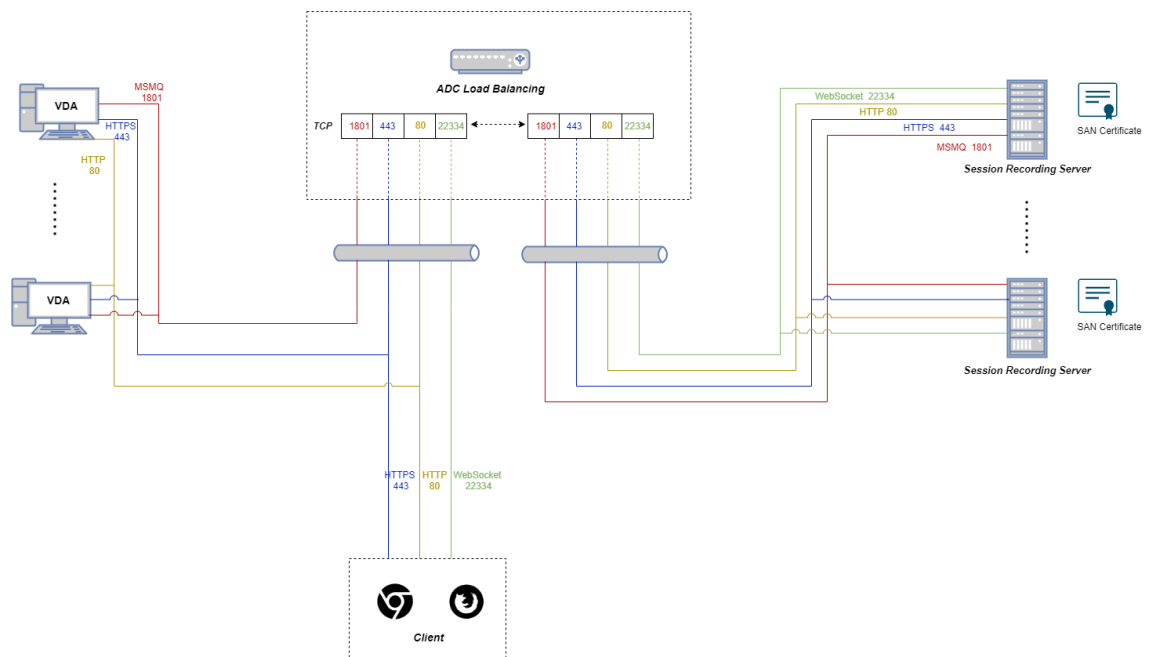 ADC Load Balancing
TCP
1801
443
80
22334
1801
443
80
22334
VDA
MSMQ
1801
HTTPS
443
HTTP
80
VDA
WebSocket 22334
HTTP 80
HTTPS 443
MSMQ 1801
SAN Certificate
Session Recording Server
SAN Certificate
Session Recording Server
HTTPS
443
HTTP
80
WebSocket
22334
Client